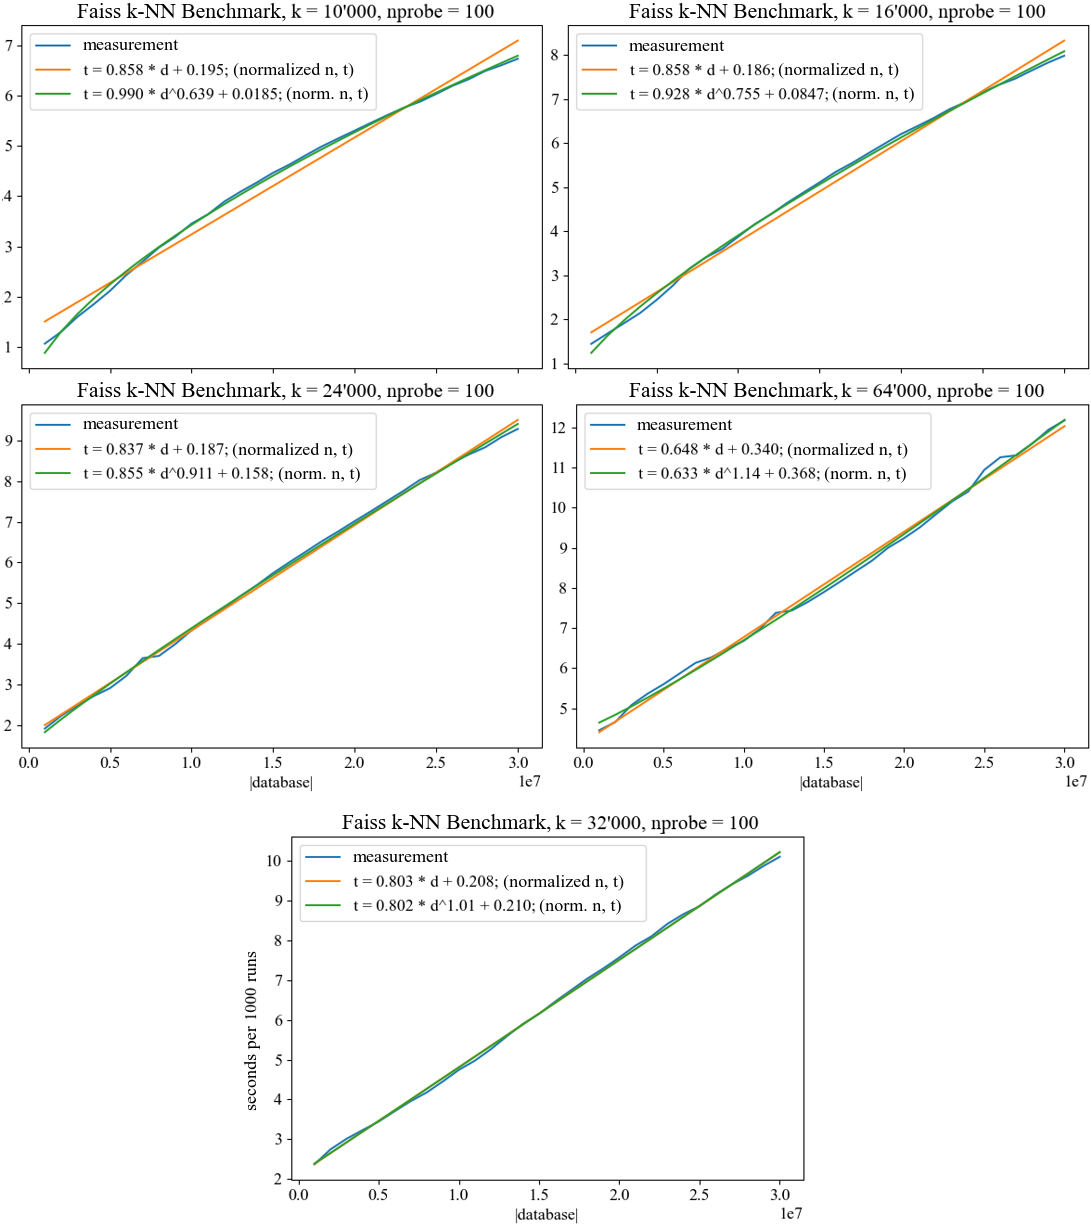 Faiss k-NN Benchmark, k = 10'000, nprobe = 100
measurement
t = 0.858 * d + 0.195; (normalized n, t)
t = 0.990 * d^0.639 + 0.0185; (norm. n, t)
7
6
5
4
3
2
1
Faiss k-NN Benchmark, k = 16'000, nprobe = 100
measurement
t = 0.858 * d + 0.186; (normalized n, t)
t = 0.928 * d^0.755 + 0.0847; (norm. n, t)
8
7
6
5
4
3
2
1
Faiss k-NN Benchmark, k = 24'000, nprobe = 100
measurement
t = 0.837 * d + 0.187; (normalized n, t)
t = 0.855 * d^0.911 + 0.158; (norm. n, t)
9
8
7
6
5
4
3
2
0.0 0.5 1.0 1.5 2.0 2.5 3.0
|database| 1e7
Faiss k-NN Benchmark, k = 64'000, nprobe = 100
measurement
t = 0.648 * d + 0.340; (normalized n, t)
t = 0.633 * d^1.14 + 0.368; (norm. n, t)
12
11
10
9
8
7
6
5
0.0 0.5 1.0 1.5 2.0 2.5 3.0
|database| 1e7
Faiss k-NN Benchmark, k = 32'000, nprobe = 100
measurement
t = 0.803 * d + 0.208; (normalized n, t)
t = 0.802 * d^1.01 + 0.210; (norm. n, t)
seconds per 1000 runs
10
9
8
7
6
5
4
3
2
0.0 0.5 1.0 1.5 2.0 2.5 3.0
|database| 1e7